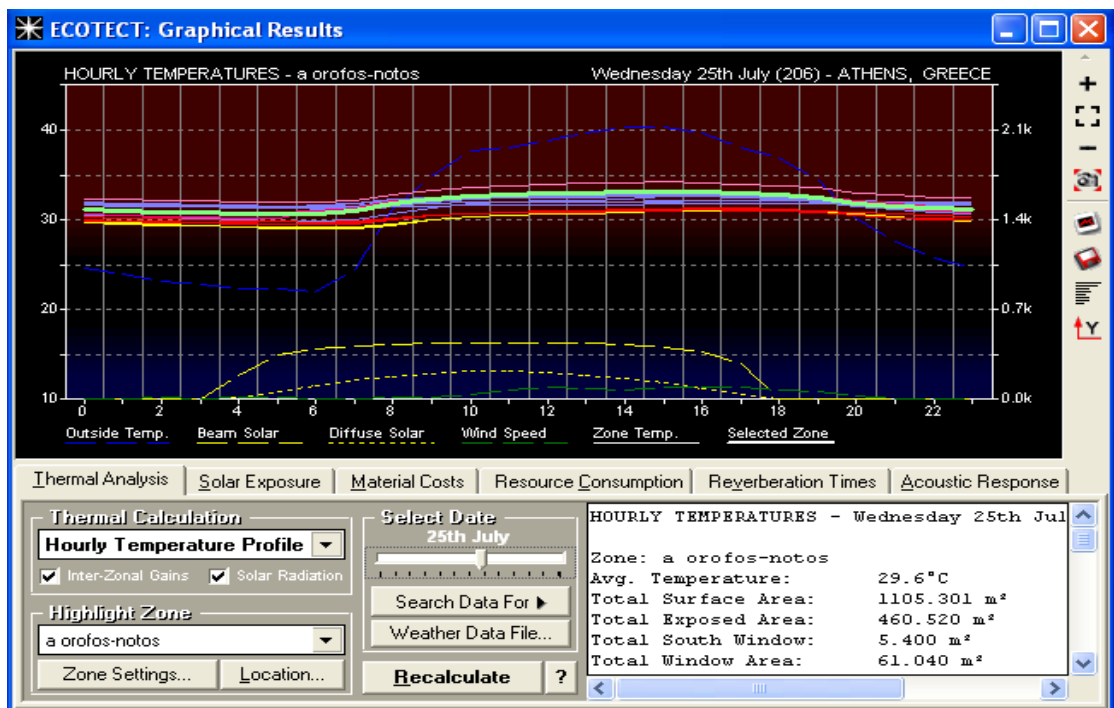 ECOTECT: Graphical Results
HOURLY TEMPERATURES - a orofos-notos Wednesday 25th July (206) - ATHENS, GREECE
40 2.1k
30 1.4k
20 0.7k
10 0.0k
0 2 4 6 8 10 12 14 16 18 20 22
Outside Temp. Beam Solar Diffuse Solar Wind Speed Zone Temp. Selected Zone
Y
Thermal Analysis Solar Exposure Material Costs Resource Consumption Reverberation Times Acoustic Response
Thermal Calculation
Hourly Temperature Profile
Inter-Zonal Gains Solar Radiation
Highlight Zone
a orofos-notos
Zone Settings... Location...
Select Date
25th July
Search Data For
Weather Data File...
Recalculate ?
HOURLY TEMPERATURES - Wednesday 25th Jul
Zone: a orofos-notos
Avg. Temperature: 29.6°C
Total Surface Area: 1105.301 m²
Total Exposed Area: 460.520 m²
Total South Window: 5.400 m²
Total Window Area: 61.040 m²